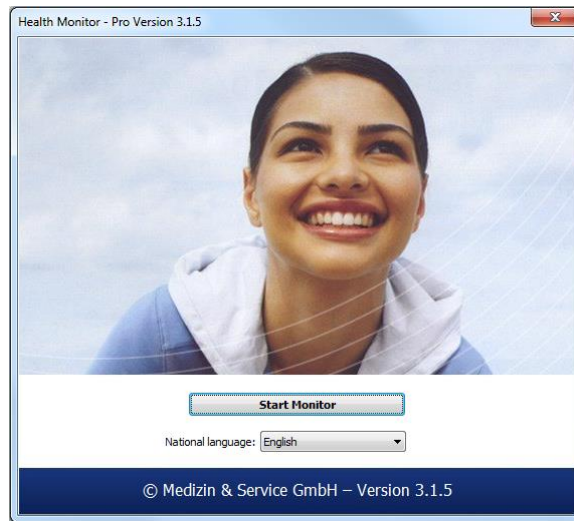 Health Monitor - Pro Version 3.1.5
Start Monitor
National language: English
© Medizin & Service GmbH – Version 3.1.5